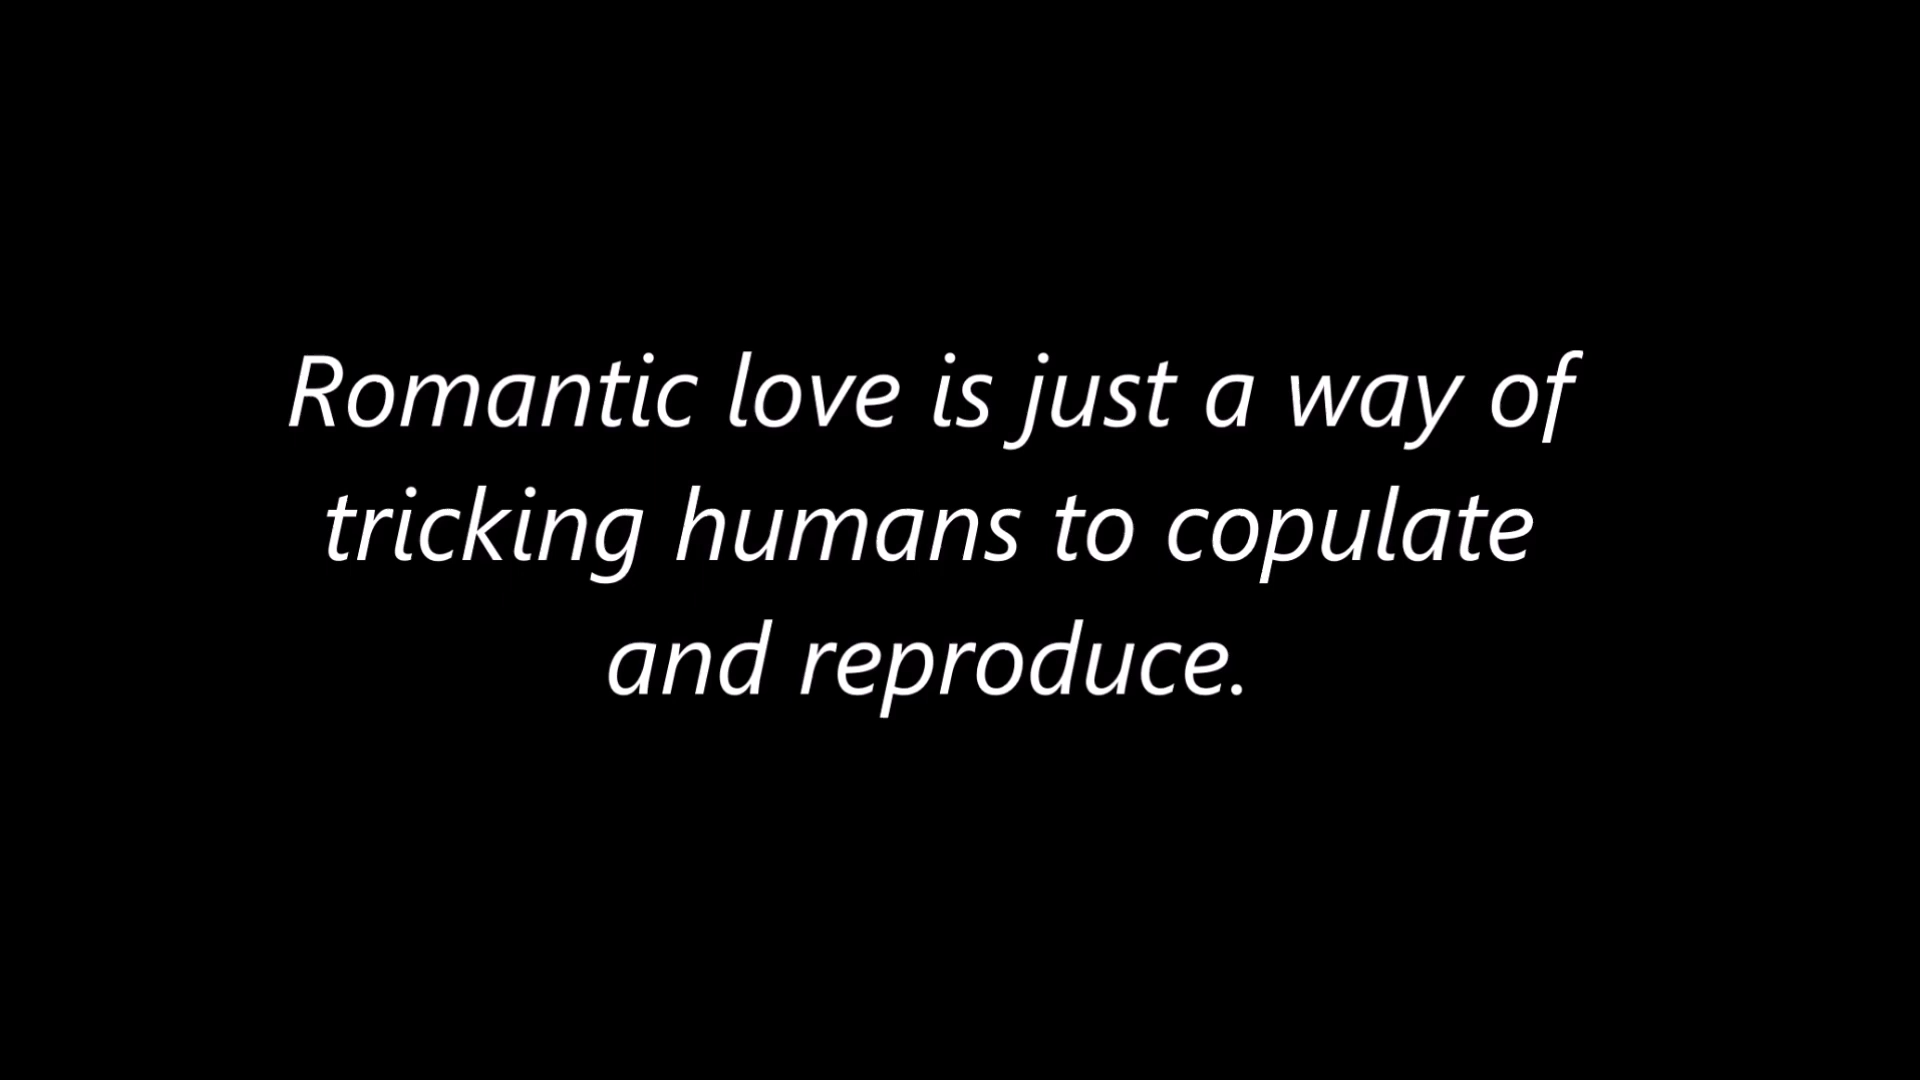 Romantic love is just a way of
tricking humans to copulate
and reproduce.